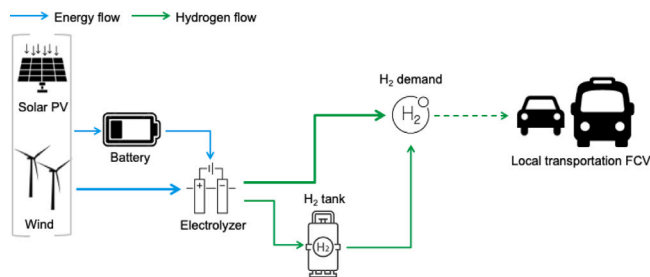 Energy flow
Hydrogen flow
Solar PV
Battery
Wind
Electrolyzer
H₂ tank
H₂
H₂ demand
H₂
Local transportation FCV